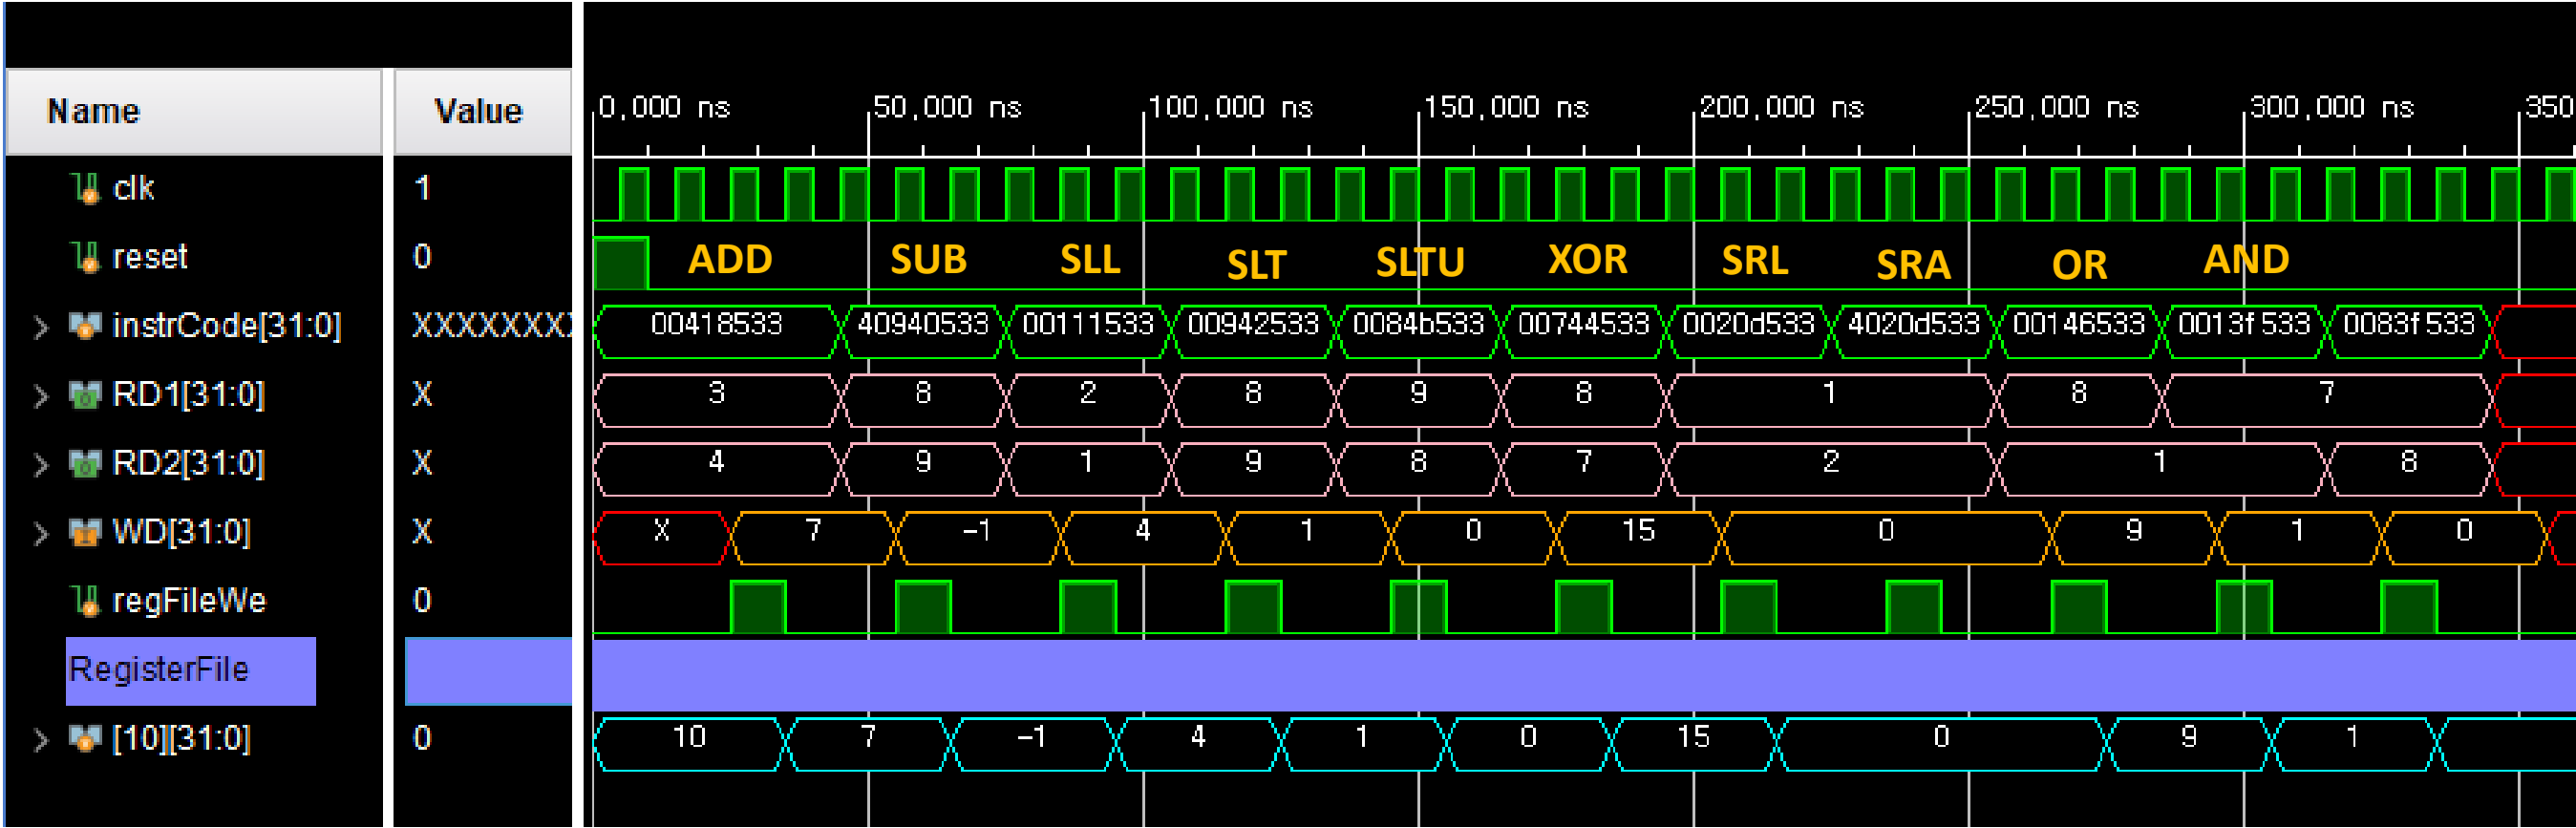 Name Value 0,000 ns 50,000 ns 100,000 ns 150,000 ns 200,000 ns 250,000 ns 300,000 ns 350
clk 1
reset 0 ADD SUB SLL SLT SLTU XOR SRL SRA OR AND
instrCode[31:0] XXXXXXXX 00418533 40940533 00111533 00942533 0084b533 00744533 0020d533 4020d533 00146533 0013f533 0083f533
RD1[31:0] X 3 8 2 8 9 8 1 8 7
RD2[31:0] X 4 9 1 9 8 7 2 1 8
WD[31:0] X X 7 -1 4 1 0 15 0 9 1 0
regFileWe 0
RegisterFile
[10][31:0] 0 10 7 -1 4 1 0 15 0 9 1